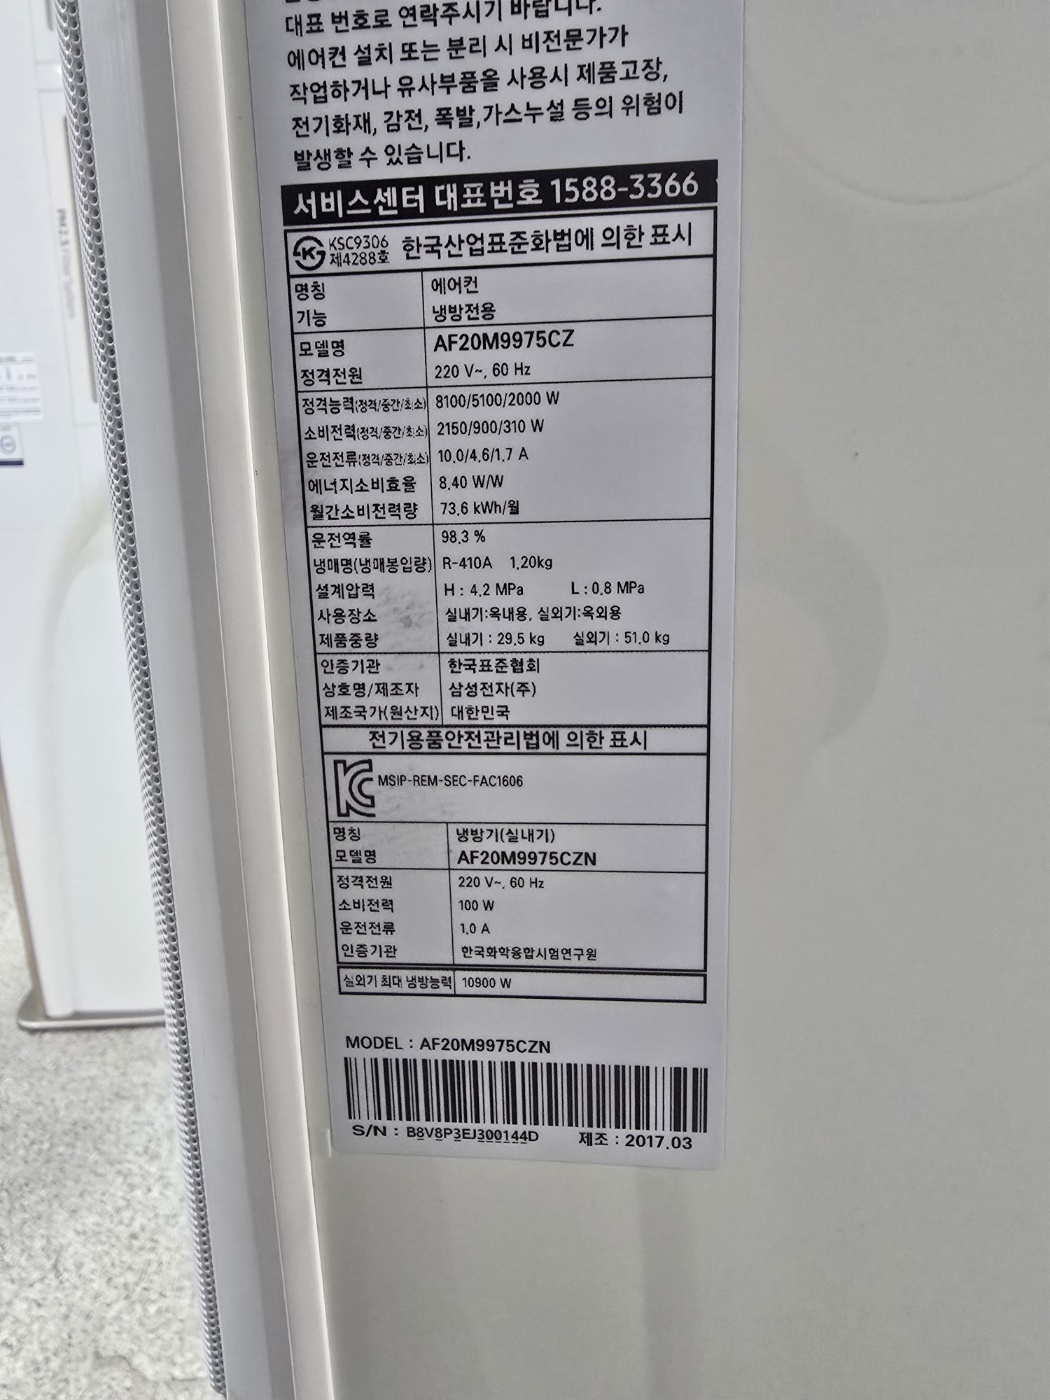 대표 번호로 연락주시기 바랍니다.
에어컨 설치 또는 분리 시 비전문가가
작업하거나 유사부품을 사용시 제품고장,
전기화재, 감전, 폭발,가스누설 등의 위험이
발생할 수 있습니다.
서비스센터 대표번호 1588-3366
KSC9306
제4288호
한국산업표준화법에 의한 표시
명칭 에어컨
기능 냉방전용
모델명 AF20M9975CZ
정격전원 220 V~, 60 Hz
정격능력(정격/중간/최소) 8100/5100/2000 W
소비전력(정격/중간/최소) 2150/900/310 W
운전전류(정격/중간/최소) 10.0/4.6/1.7 A
에너지소비효율 8.40 W/W
월간소비전력량 73.6 kWh/월
운전역률 98.3 %
냉매명(냉매봉입량) R-410A 1.20kg
설계압력 H : 4.2 MPa L : 0.8 MPa
사용장소 실내기:옥내용, 실외기:옥외용
제품중량 실내기 : 29.5 kg 실외기 : 51.0 kg
인증기관 한국표준협회
상호명/제조자 삼성전자(주)
제조국가(원산지) 대한민국
전기용품안전관리법에 의한 표시
MSIP-REM-SEC-FAC1606
명칭 냉방기(실내기)
모델명 AF20M9975CZN
정격전원 220 V~, 60 Hz
소비전력 100 W
운전전류 1.0 A
인증기관 한국화학융합시험연구원
실외기 최대 냉방능력 10900 W
MODEL : AF20M9975CZN
S/N : B8V8P3EJ300144D 제조 : 2017.03